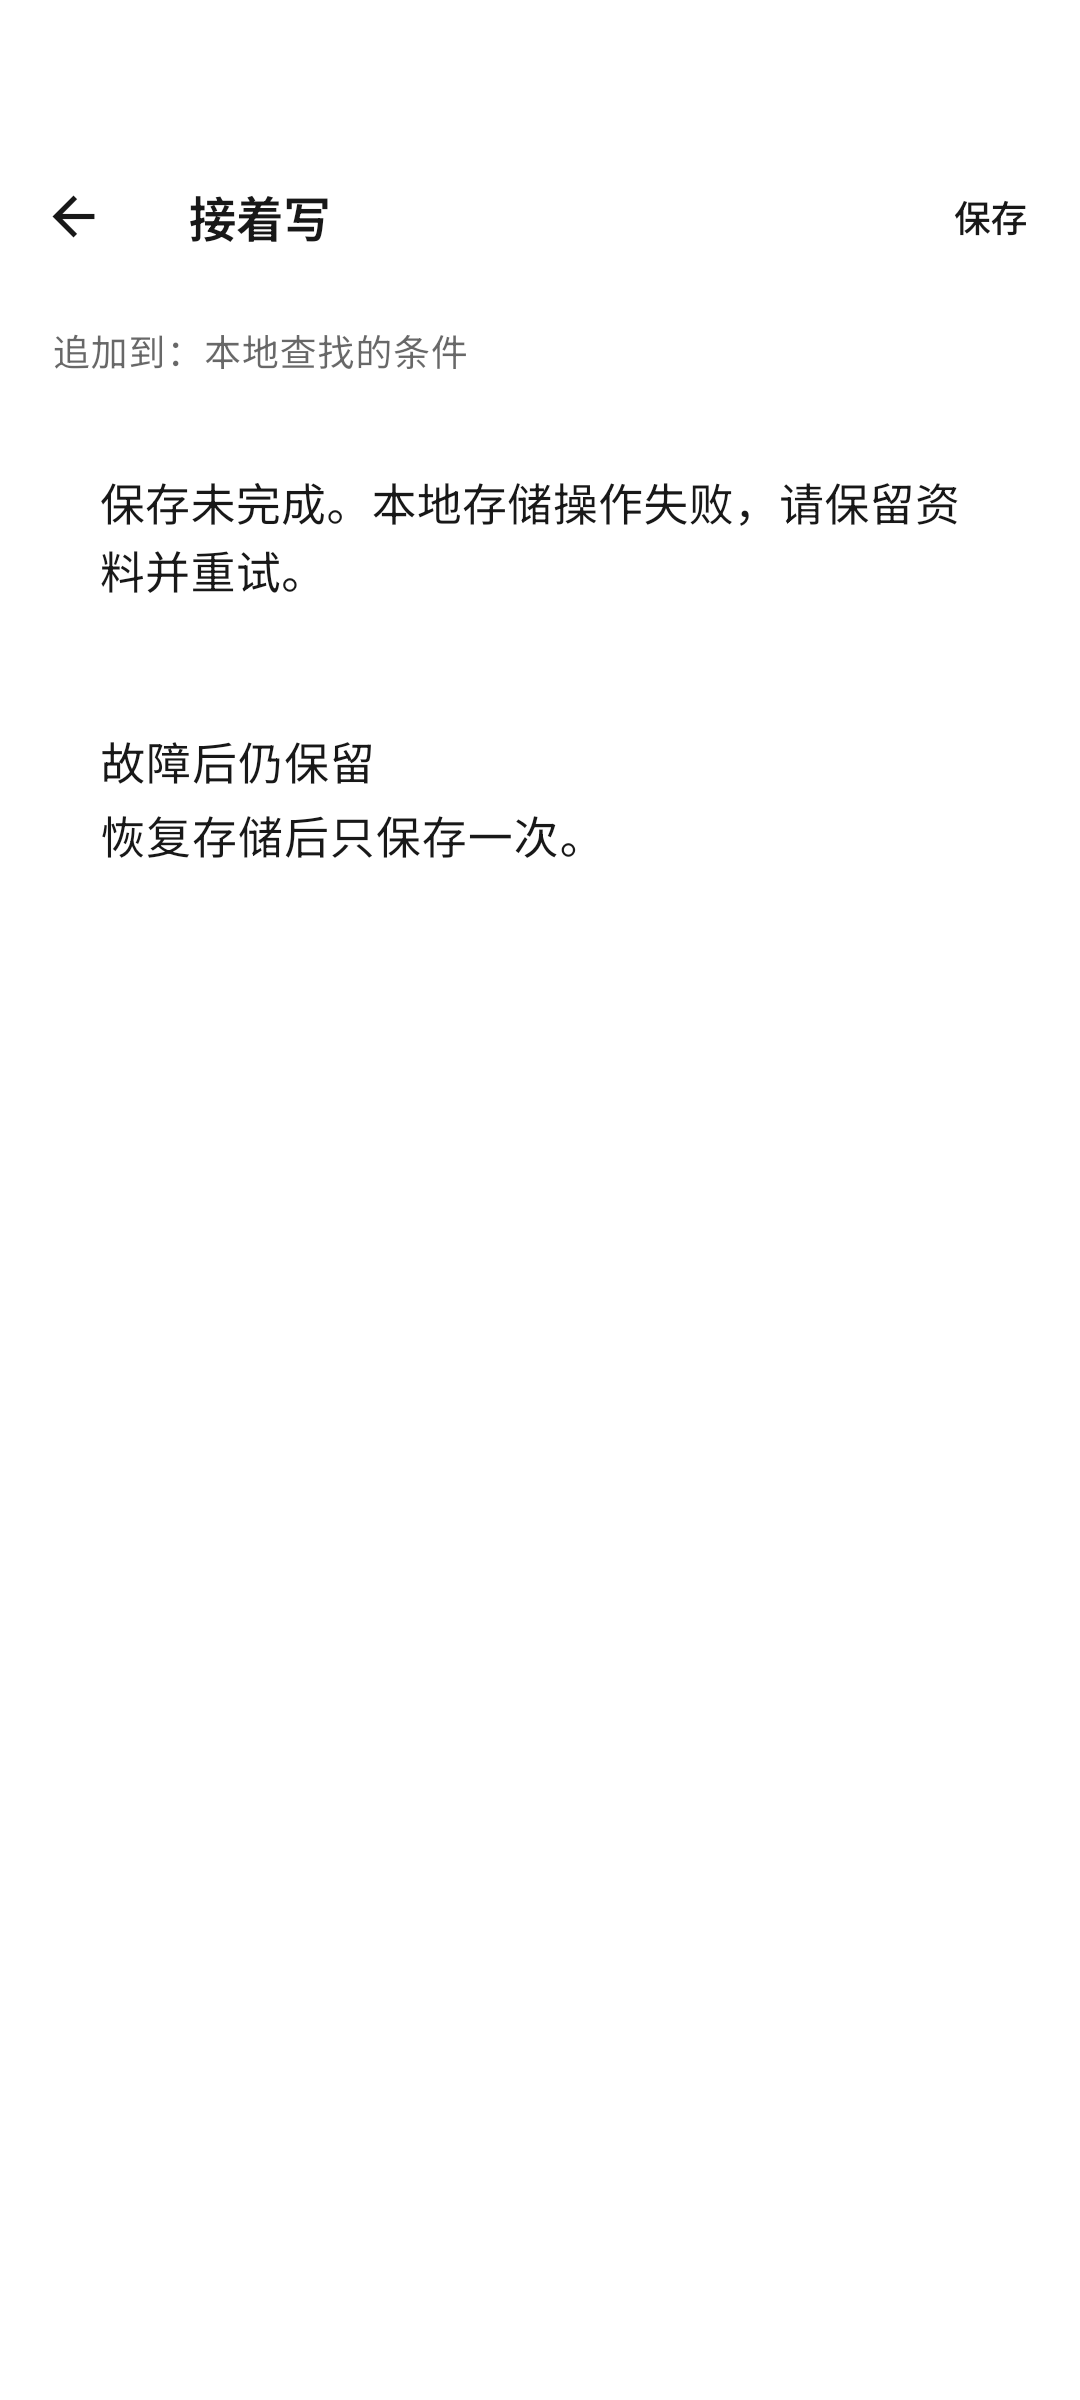 接着写
保存
追加到：本地查找的条件
保存未完成。本地存储操作失败，请保留资
料并重试。
故障后仍保留
恢复存储后只保存一次。